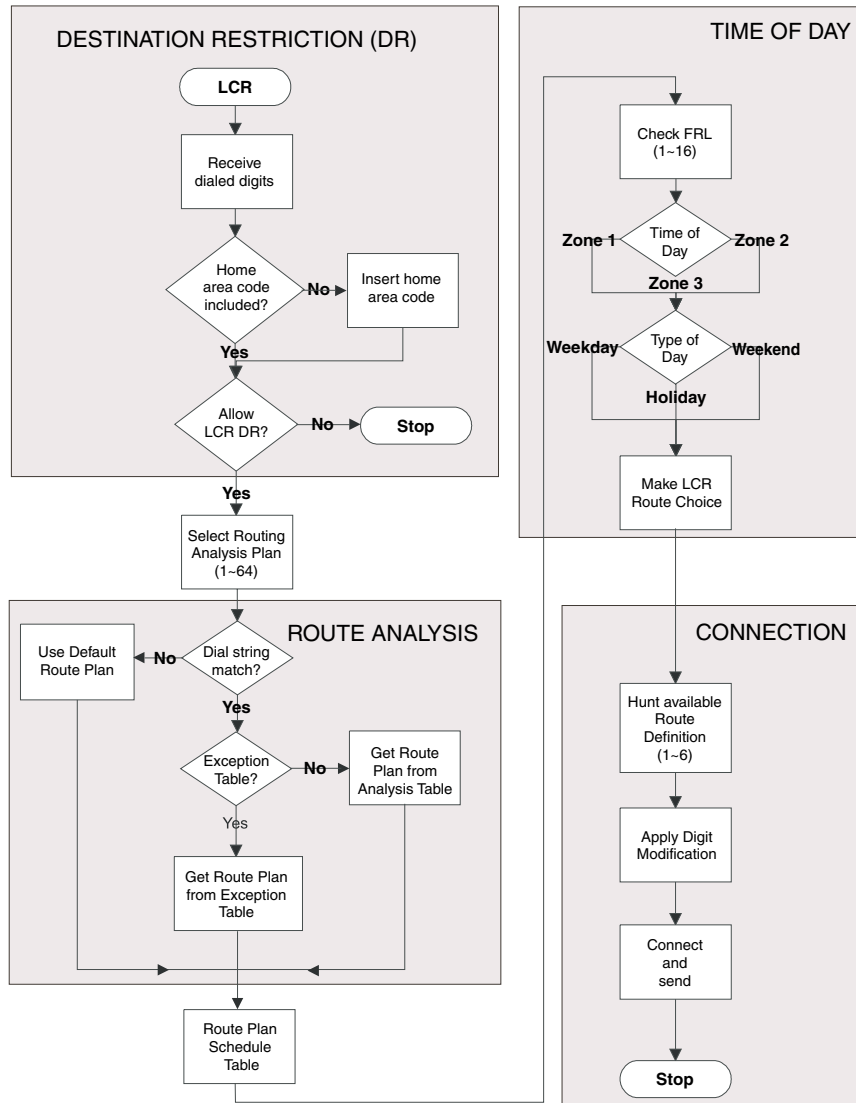 DESTINATION RESTRICTION (DR)
LCR
Receive
dialed digits
Home
area code
included?
No
Insert home
area code
Yes
Allow
LCR DR?
No
Stop
Yes
Select Routing
Analysis Plan
(1~64)
ROUTE ANALYSIS
Use Default
Route Plan
No
Dial string
match?
Yes
Exception
Table?
No
Get Route
Plan from
Analysis Table
Yes
Get Route Plan
from Exception
Table
Route Plan
Schedule
Table
TIME OF DAY
Check FRL
(1~16)
Zone 1
Time of
Day
Zone 2
Zone 3
Weekday
Type of
Day
Weekend
Holiday
Make LCR
Route Choice
CONNECTION
Hunt available
Route
Definition
(1~6)
Apply Digit
Modification
Connect
and
send
Stop